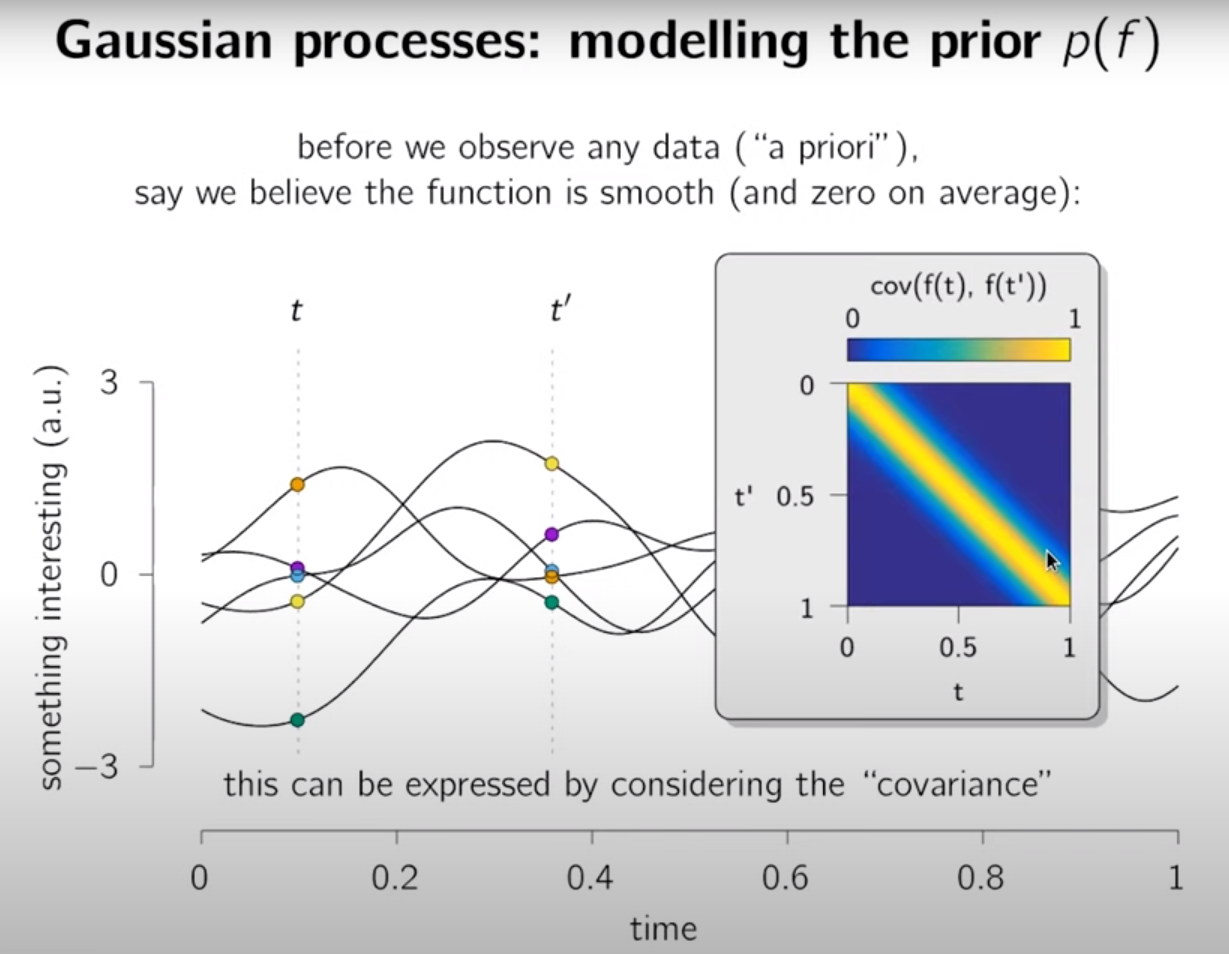 Gaussian processes: modelling the prior p(f)
before we observe any data (“a priori”),
say we believe the function is smooth (and zero on average):
t
t′
something interesting (a.u.)
3
0
−3
cov(f(t), f(t'))
0 1
t'
0
0.5
1
0 0.5 1
t
this can be expressed by considering the “covariance”
0 0.2 0.4 0.6 0.8 1
time